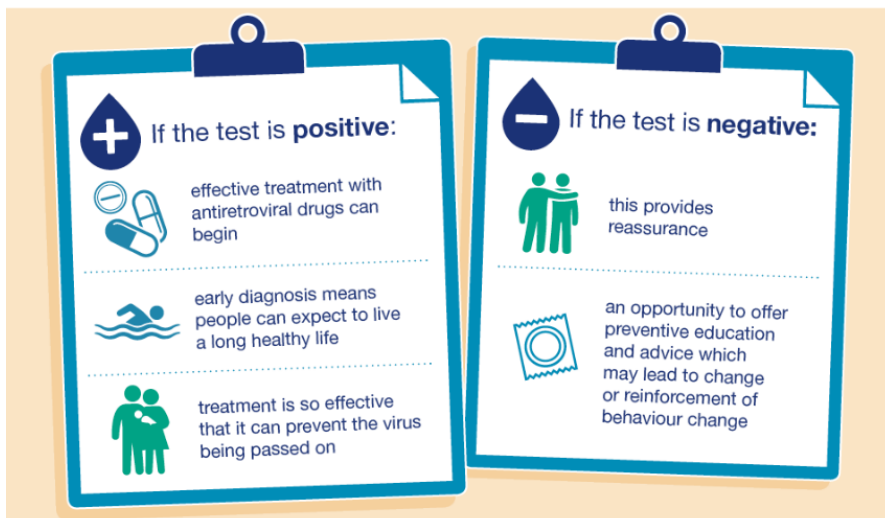 If the test is positive:
effective treatment with
antiretroviral drugs can
begin
early diagnosis means
people can expect to live
a long healthy life
treatment is so effective
that it can prevent the virus
being passed on
If the test is negative:
this provides
reassurance
an opportunity to offer
preventive education
and advice which
may lead to change
or reinforcement of
behaviour change